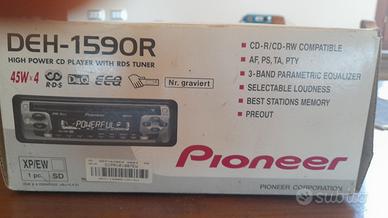 DEH-1590R
HIGH POWER CD PLAYER WITH RDS TUNER
45W×4
R·D·S
EEQ
Nr. graviert
CD-R/CD-RW COMPATIBLE
AF, PS, TA, PTY
3-BAND PARAMETRIC EQUALIZER
SELECTABLE LOUDNESS
BEST STATIONS MEMORY
PREOUT
Pioneer
POWERFUL
Pioneer
XP/EW
1 pc.
SD
PIONEER CORPORATION
subito